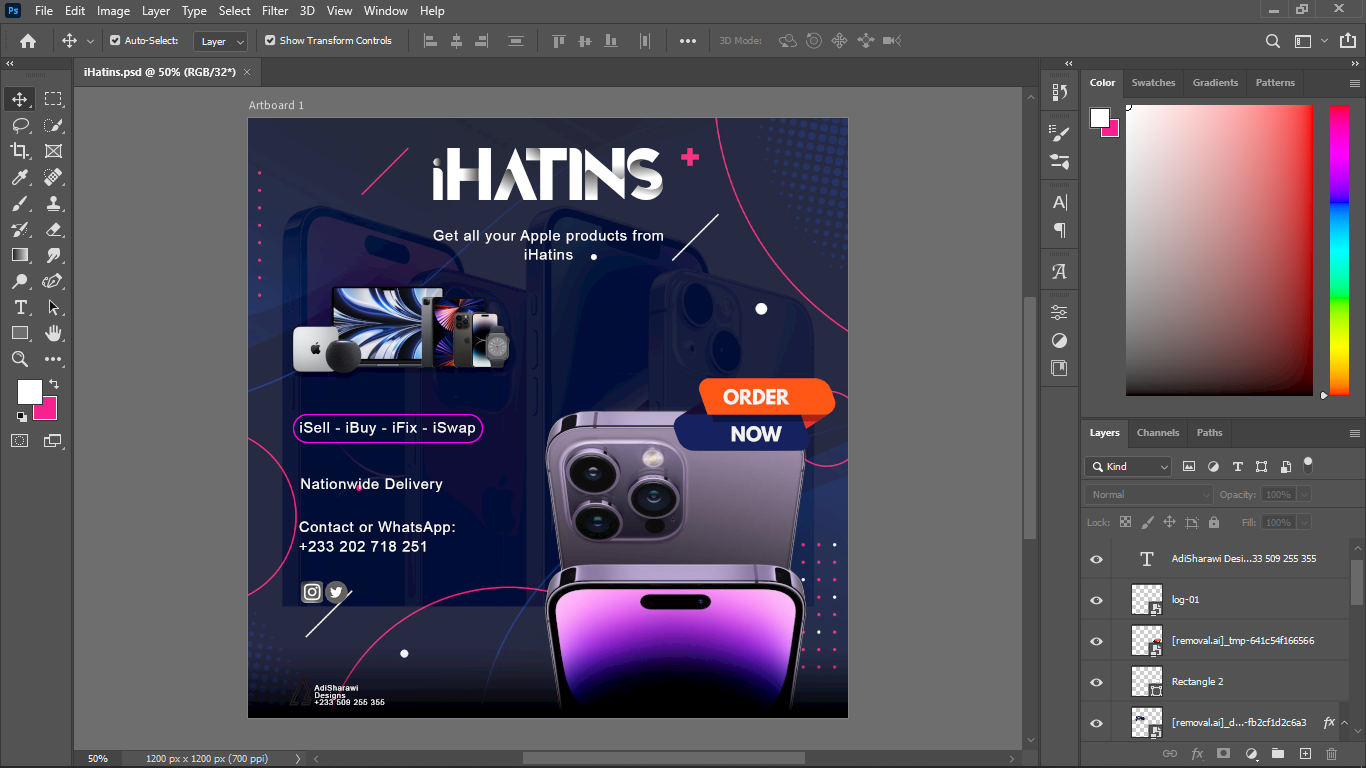 Ps File Edit Image Layer Type Select Filter 3D View Window Help
Auto-Select: Layer Show Transform Controls 3D Mode:
iHatins.psd @ 50% (RGB/32*)
Artboard 1
iHATINS
Get all your Apple products from
iHatins
ORDER
NOW
iSell - iBuy - iFix - iSwap
Nationwide Delivery
Contact or WhatsApp:
+233 202 718 251
AdiSharawi
Designs
+233 509 255 355
50% 1200 px x 1200 px (700 ppi)
Color Swatches Gradients Patterns
Layers Channels Paths
Kind
Normal Opacity: 100%
Lock: Fill: 100%
AdiSharawi Desi...33 509 255 355
log-01
[removal.ai]_tmp-641c54f166566
Rectangle 2
[removal.ai]_d...-fb2cf1d2c6a3 fx